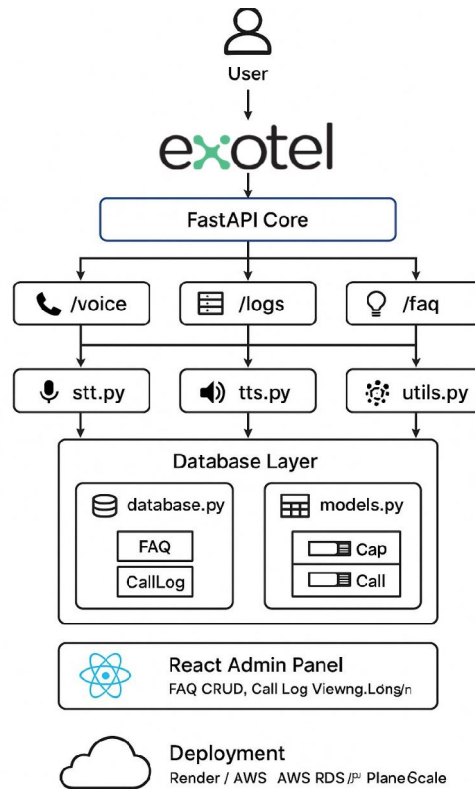 User
exotel
FastAPI Core
/voice
/logs
/faq
stt.py
tts.py
utils.py
Database Layer
database.py
models.py
FAQ
CallLog
Cap
Call
React Admin Panel
FAQ CRUD, Call Log Viewng.
Deployment
Render / AWS AWS RDS